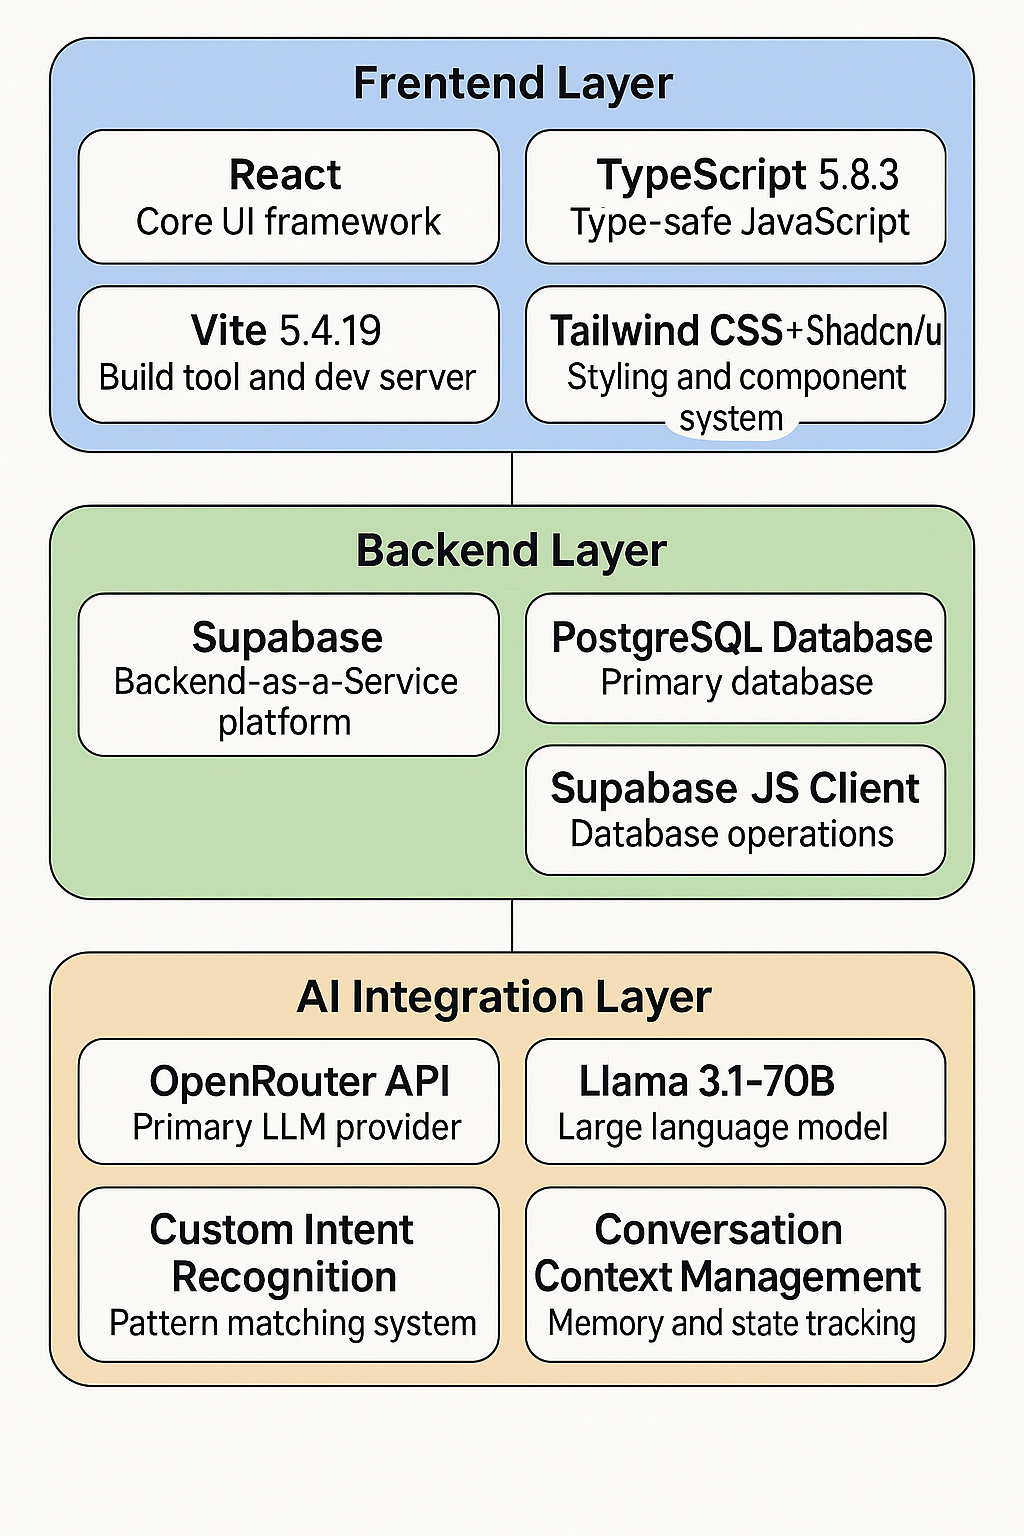 Frentend Layer
React
Core UI framework
TypeScript 5.8.3
Type-safe JavaScript
Vite 5.4.19
Build tool and dev server
Tailwind CSS+Shadcn/u
Styling and component
system
Backend Layer
Supabase
Backend-as-a-Service
platform
PostgreSQL Database
Primary database
Supabase JS Client
Database operations
AI Integration Layer
OpenRouter API
Primary LLM provider
Llama 3.1-70B
Large language model
Custom Intent
Recognition
Pattern matching system
Conversation
Context Management
Memory and state tracking